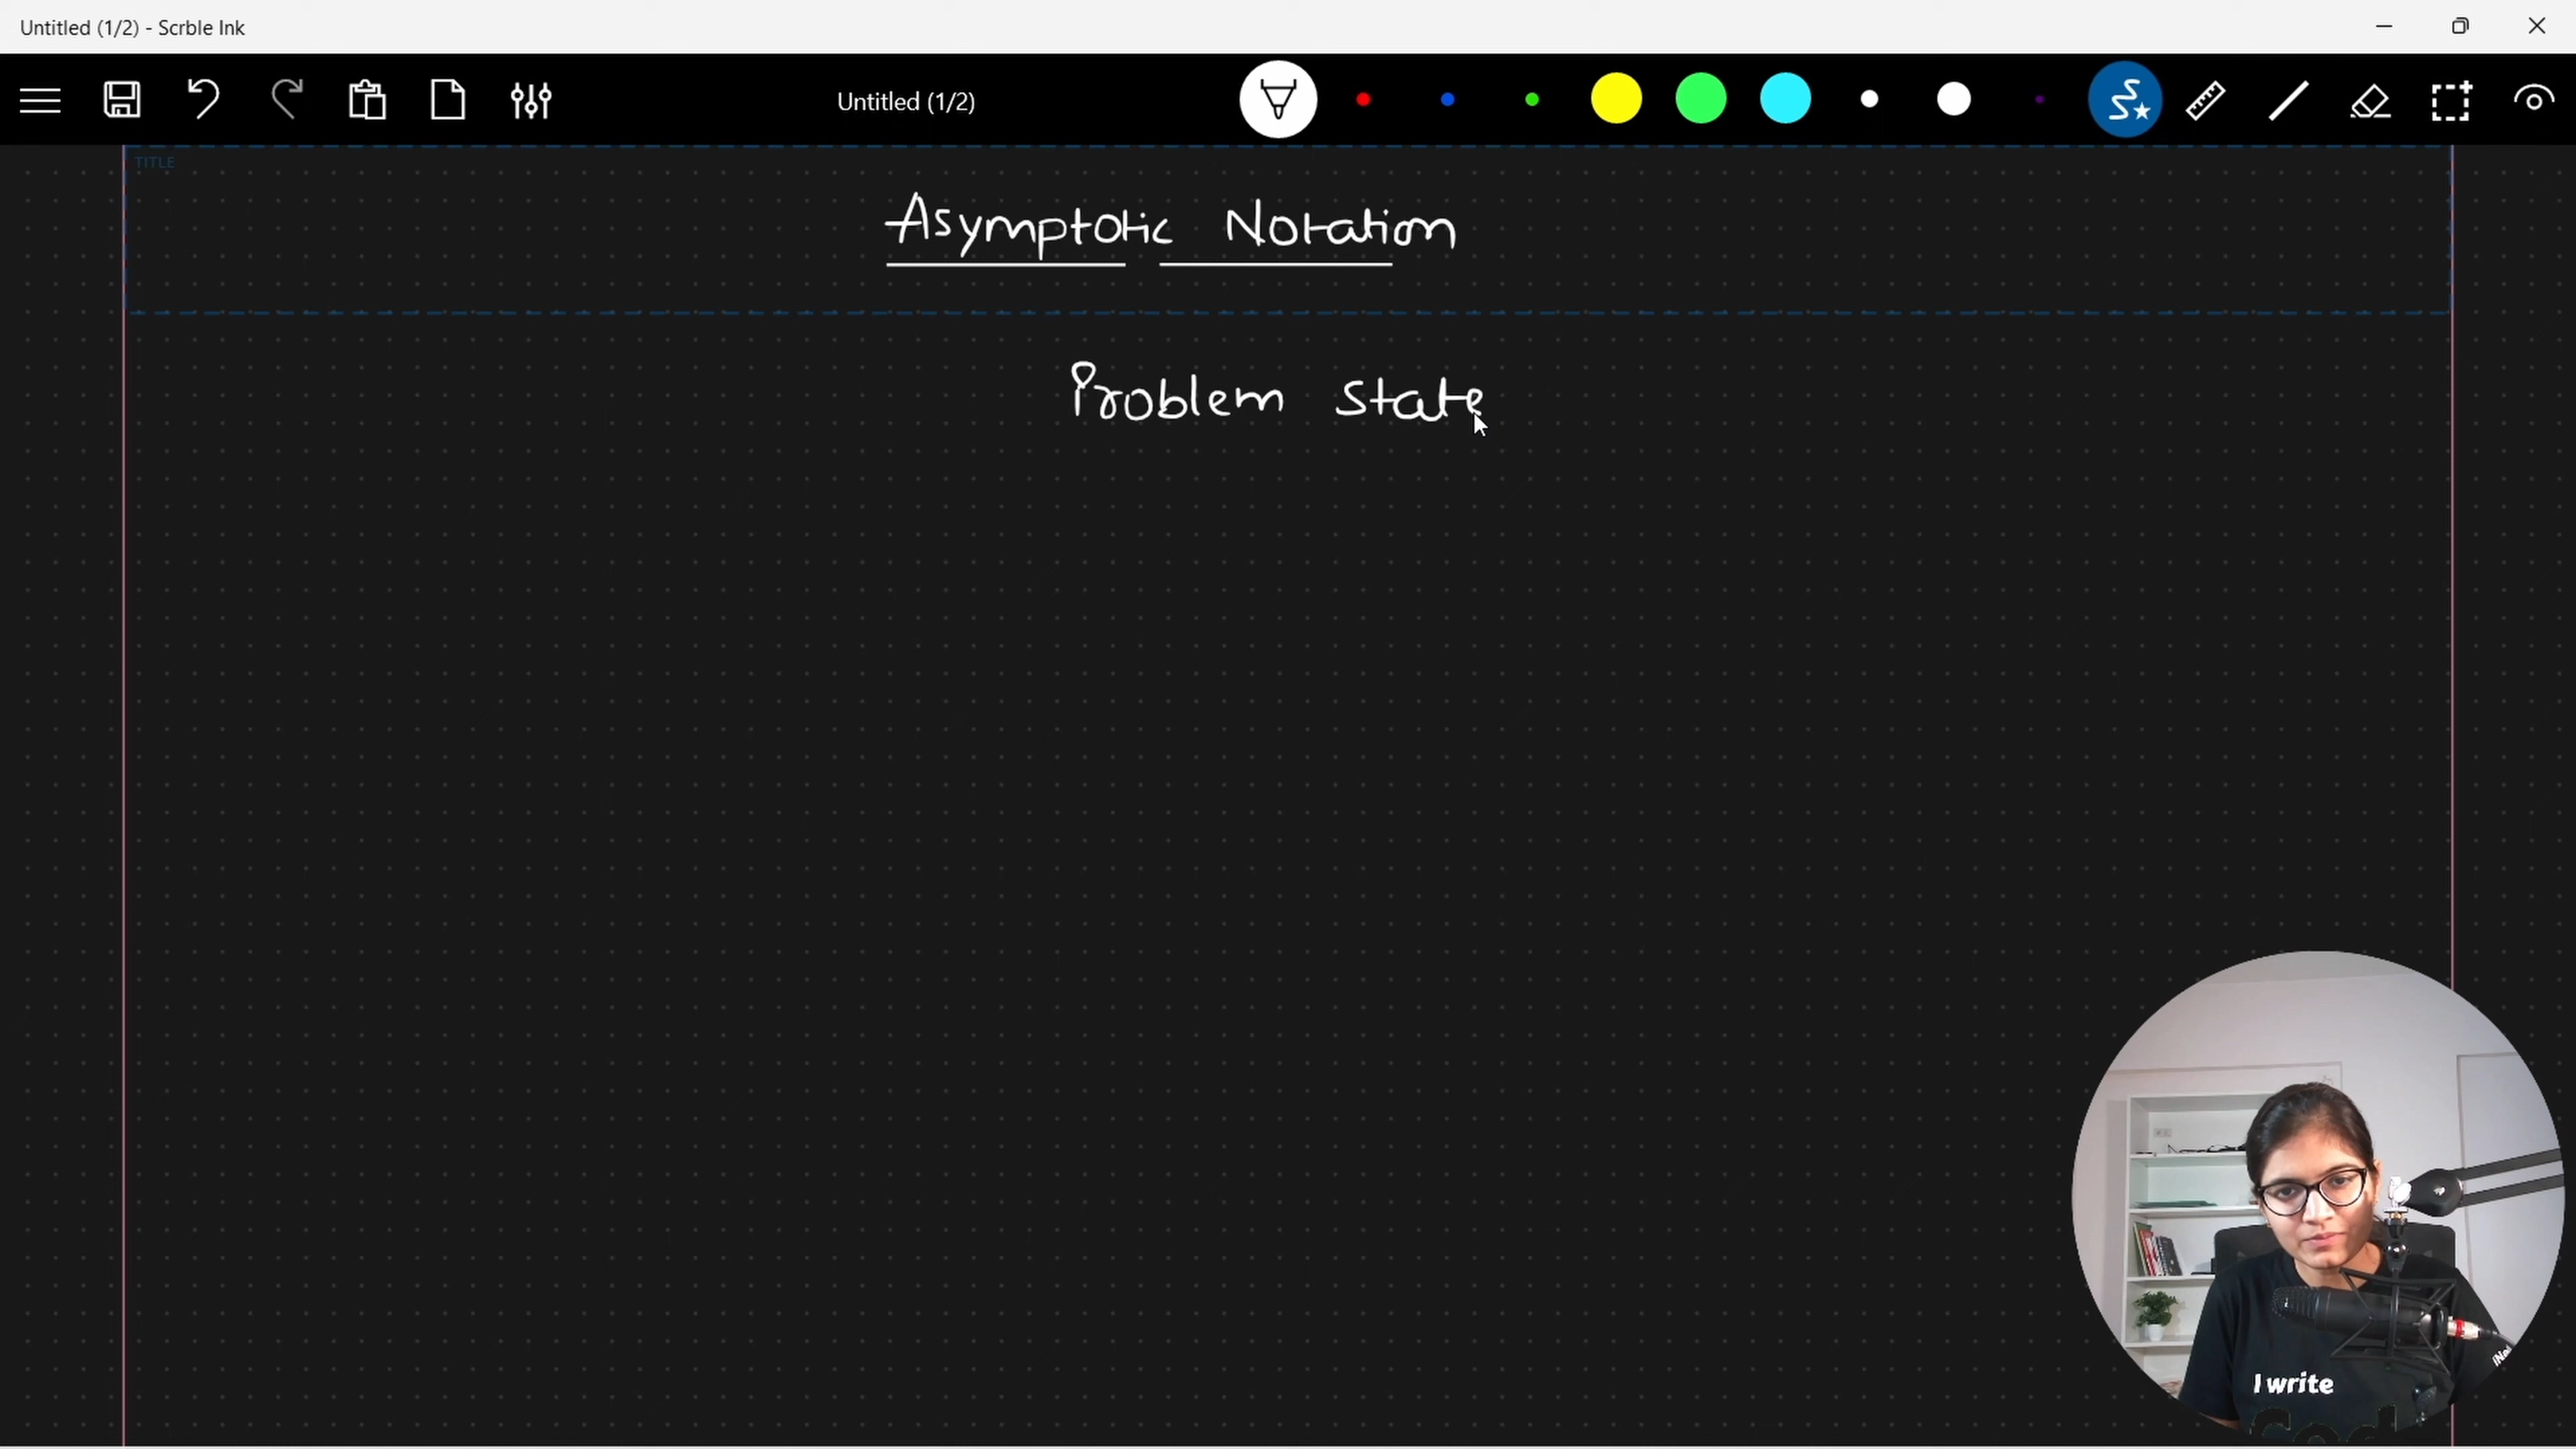 Untitled (1/2) - Scrble Ink
Untitled (1/2)
TITLE
Asymptotic Notation
Problem State
I write